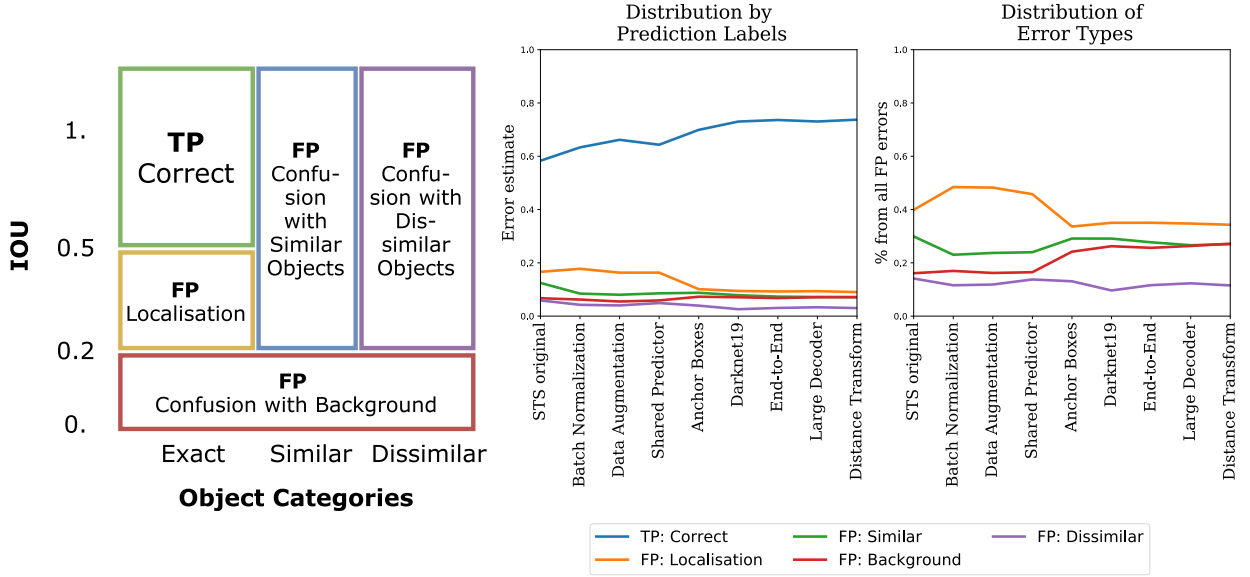 IOU
1.
0.5
0.2
0.
TP
Correct
FP
Localisation
FP
Confu-
sion
with
Similar
Objects
FP
Confu-
sion with
Dis-
similar
Objects
FP
Confusion with Background
Exact
Similar
Dissimilar
Object Categories
Distribution by
Prediction Labels
Error estimate
1.0
0.8
0.6
0.4
0.2
0.0
STS original
Batch Normalization
Data Augmentation
Shared Predictor
Anchor Boxes
Darknet19
End-to-End
Large Decoder
Distance Transform
Distribution of
Error Types
% from all FP errors
1.0
0.8
0.6
0.4
0.2
0.0
STS original
Batch Normalization
Data Augmentation
Shared Predictor
Anchor Boxes
Darknet19
End-to-End
Large Decoder
Distance Transform
TP: Correct
FP: Localisation
FP: Similar
FP: Background
FP: Dissimilar